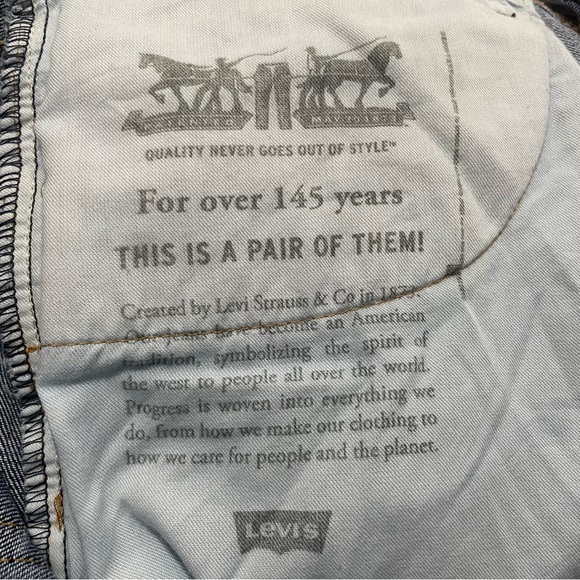 QUALITY NEVER GOES OUT OF STYLE™
For over 145 years
THIS IS A PAIR OF THEM!
Created by Levi Strauss & Co in 1873.
Our jeans have become an American
tradition, symbolizing the spirit of
the west to people all over the world.
Progress is woven into everything we
do, from how we make our clothing to
how we care for people and the planet.
LEVI'S